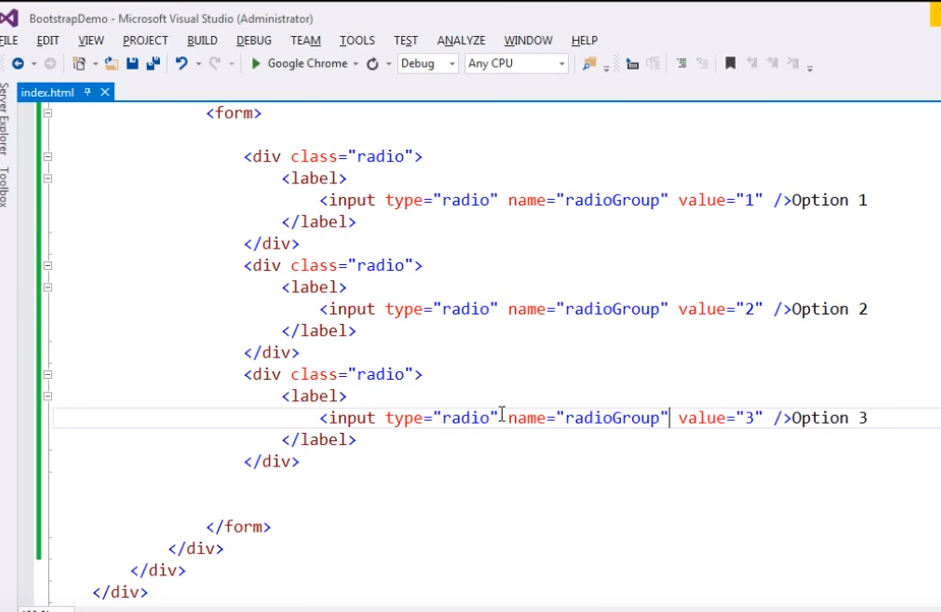 BootstrapDemo - Microsoft Visual Studio (Administrator)
FILE EDIT VIEW PROJECT BUILD DEBUG TEAM TOOLS TEST ANALYZE WINDOW HELP
Google Chrome Debug Any CPU
index.html
Server Explorer
Toolbox
<form>
<div class="radio">
<label>
<input type="radio" name="radioGroup" value="1" />Option 1
</label>
</div>
<div class="radio">
<label>
<input type="radio" name="radioGroup" value="2" />Option 2
</label>
</div>
<div class="radio">
<label>
<input type="radio" name="radioGroup" value="3" />Option 3
</label>
</div>
</form>
</div>
</div>
</div>